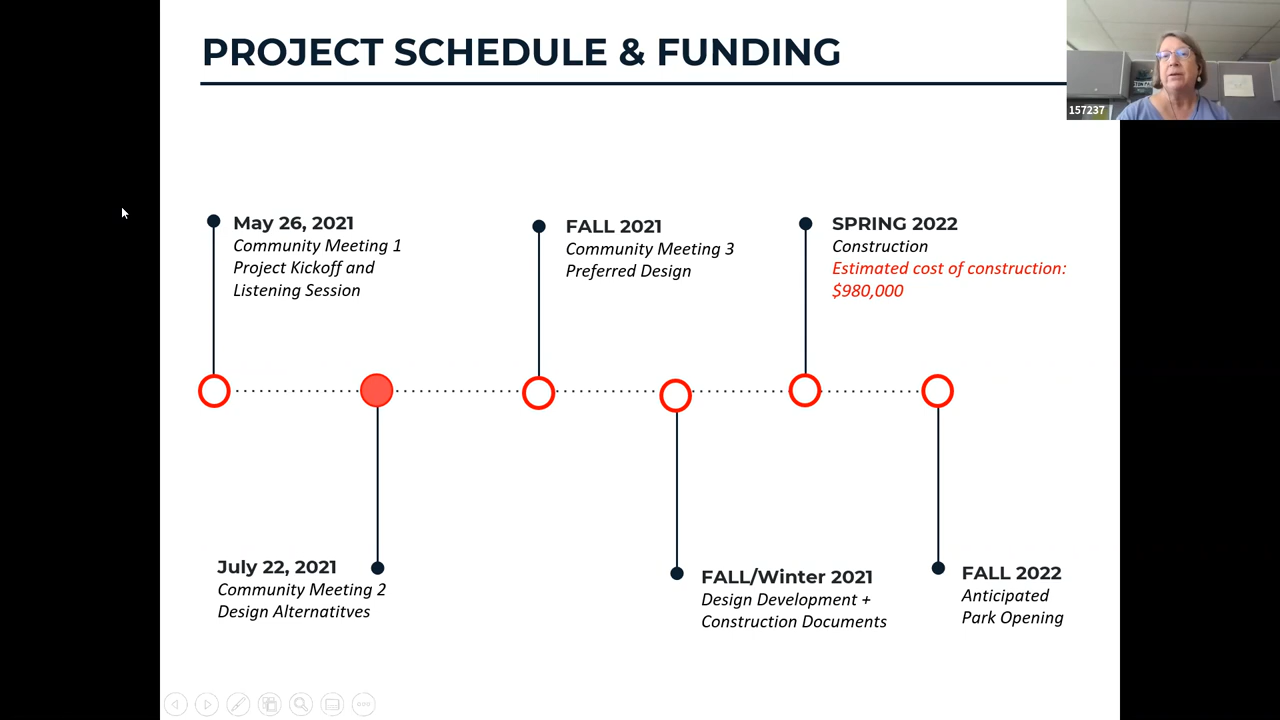 PROJECT SCHEDULE & FUNDING
157237
May 26, 2021
Community Meeting 1
Project Kickoff and
Listening Session
FALL 2021
Community Meeting 3
Preferred Design
SPRING 2022
Construction
Estimated cost of construction:
$980,000
July 22, 2021
Community Meeting 2
Design Alternatitves
FALL/Winter 2021
Design Development +
Construction Documents
FALL 2022
Anticipated
Park Opening